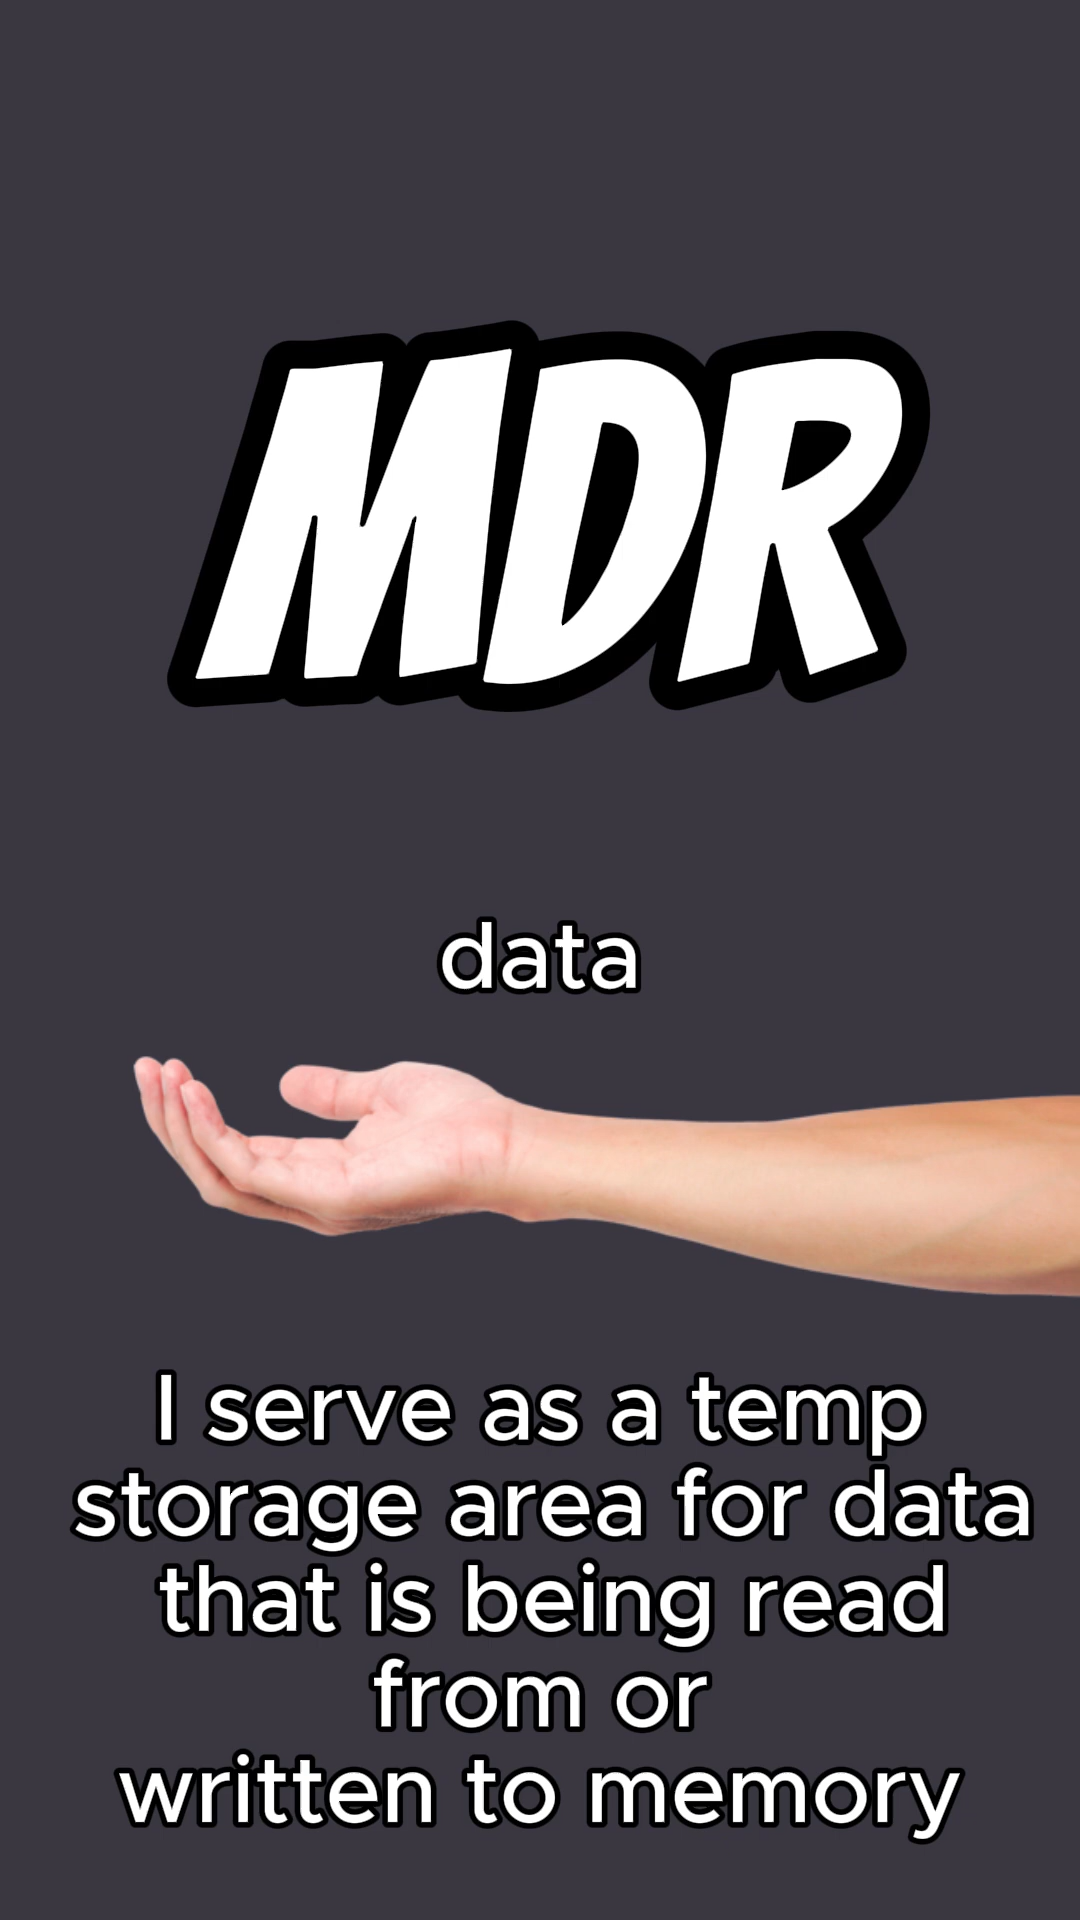 MDR
data
I serve as a temp
storage area for data
that is being read
from or
written to memory